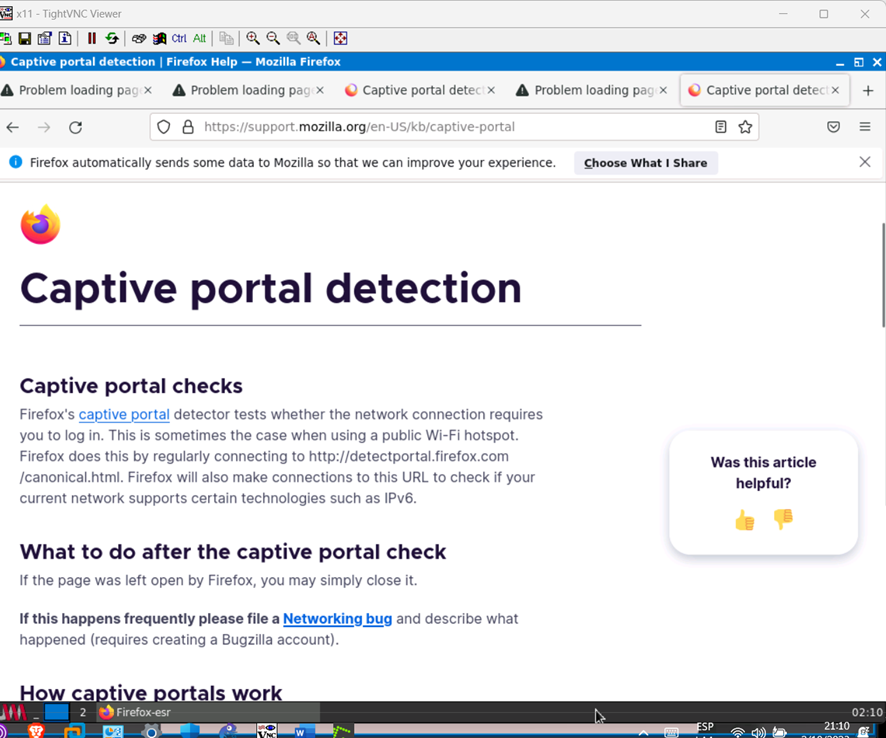 x11 - TightVNC Viewer
Ctrl Alt
Captive portal detection | Firefox Help — Mozilla Firefox
Problem loading pag
Problem loading pag
Captive portal detec
Problem loading pag
Captive portal detec
https://support.mozilla.org/en-US/kb/captive-portal
Firefox automatically sends some data to Mozilla so that we can improve your experience.
Choose What I Share
Captive portal detection
Captive portal checks
Firefox's captive portal detector tests whether the network connection requires
you to log in. This is sometimes the case when using a public Wi-Fi hotspot.
Firefox does this by regularly connecting to http://detectportal.firefox.com
/canonical.html. Firefox will also make connections to this URL to check if your
current network supports certain technologies such as IPv6.
Was this article
helpful?
What to do after the captive portal check
If the page was left open by Firefox, you may simply close it.
If this happens frequently please file a Networking bug and describe what
happened (requires creating a Bugzilla account).
How captive portals work
2
Firefox-esr
02:10
ESP
21:10